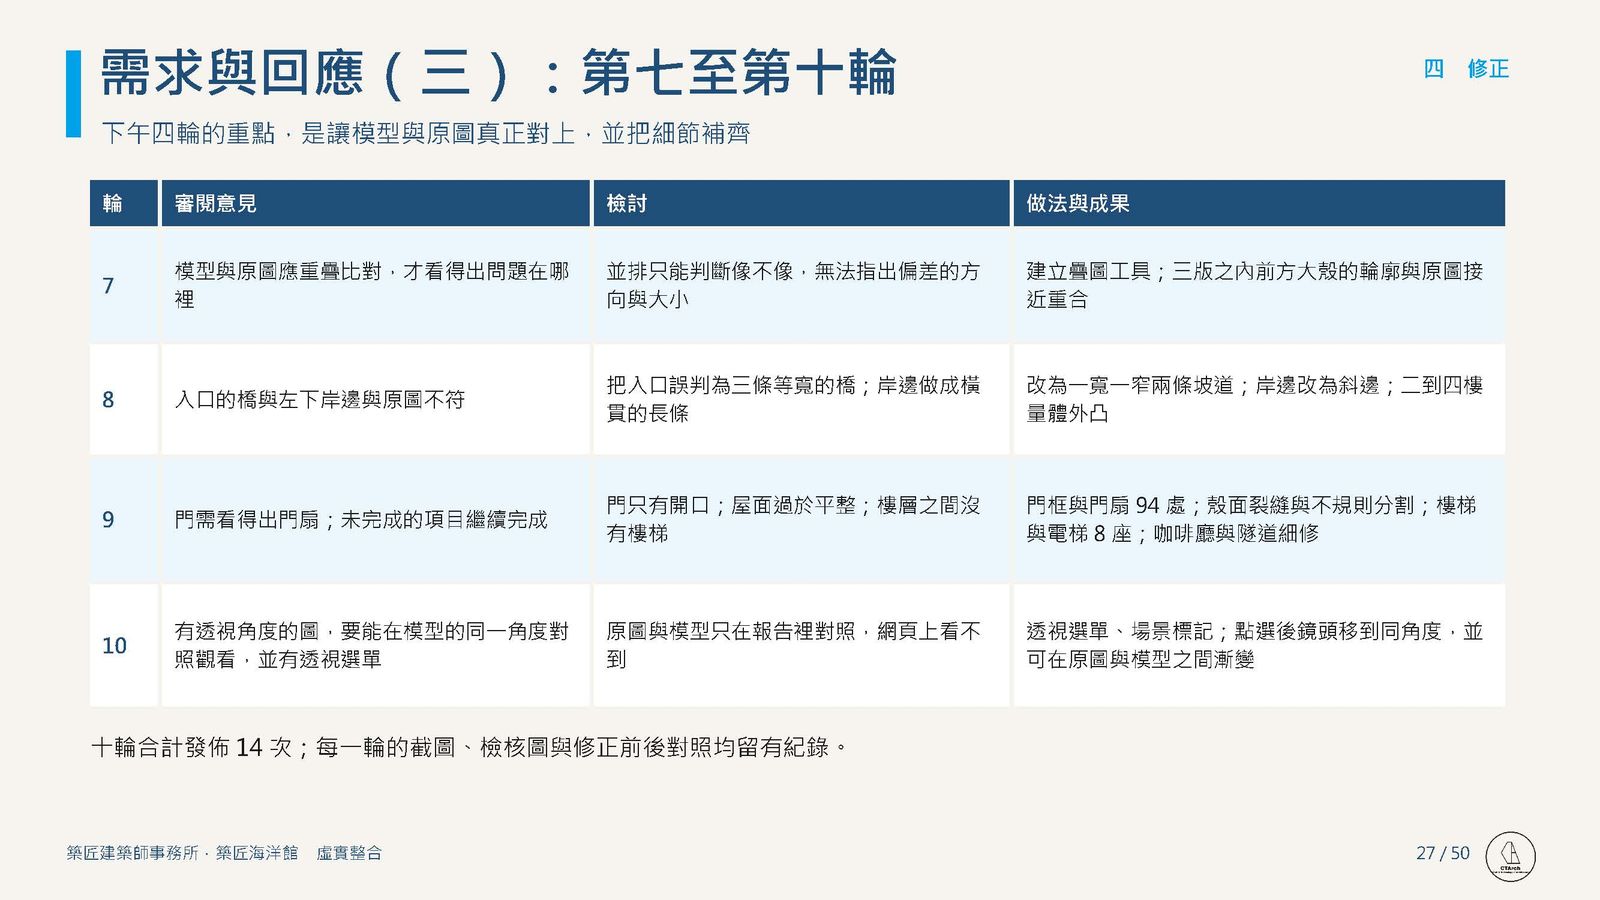 需求與回應（三）：第七至第十輪
四　修正
下午四輪的重點，是讓模型與原圖真正對上，並把細節補齊
輪
審閱意見
檢討
做法與成果
7
模型與原圖應重疊比對，才看得出問題在哪
裡
並排只能判斷像不像，無法指出偏差的方
向與大小
建立疊圖工具；三版之內前方大殼的輪廓與原圖接
近重合
8
入口的橋與左下岸邊與原圖不符
把入口誤判為三條等寬的橋；岸邊做成橫
貫的長條
改為一寬一窄兩條坡道；岸邊改為斜邊；二到四樓
量體外凸
9
門需看得出門扇；未完成的項目繼續完成
門只有開口；屋面過於平整；樓層之間沒
有樓梯
門框與門扇 94 處；殼面裂縫與不規則分割；樓梯
與電梯 8 座；咖啡廳與隧道細修
10
有透視角度的圖，要能在模型的同一角度對
照觀看，並有透視選單
原圖與模型只在報告裡對照，網頁上看不
到
透視選單、場景標記；點選後鏡頭移到同角度，並
可在原圖與模型之間漸變
十輪合計發佈 14 次；每一輪的截圖、檢核圖與修正前後對照均留有紀錄。
築匠建築師事務所．築匠海洋館　虛實整合
27 / 50
CTArch